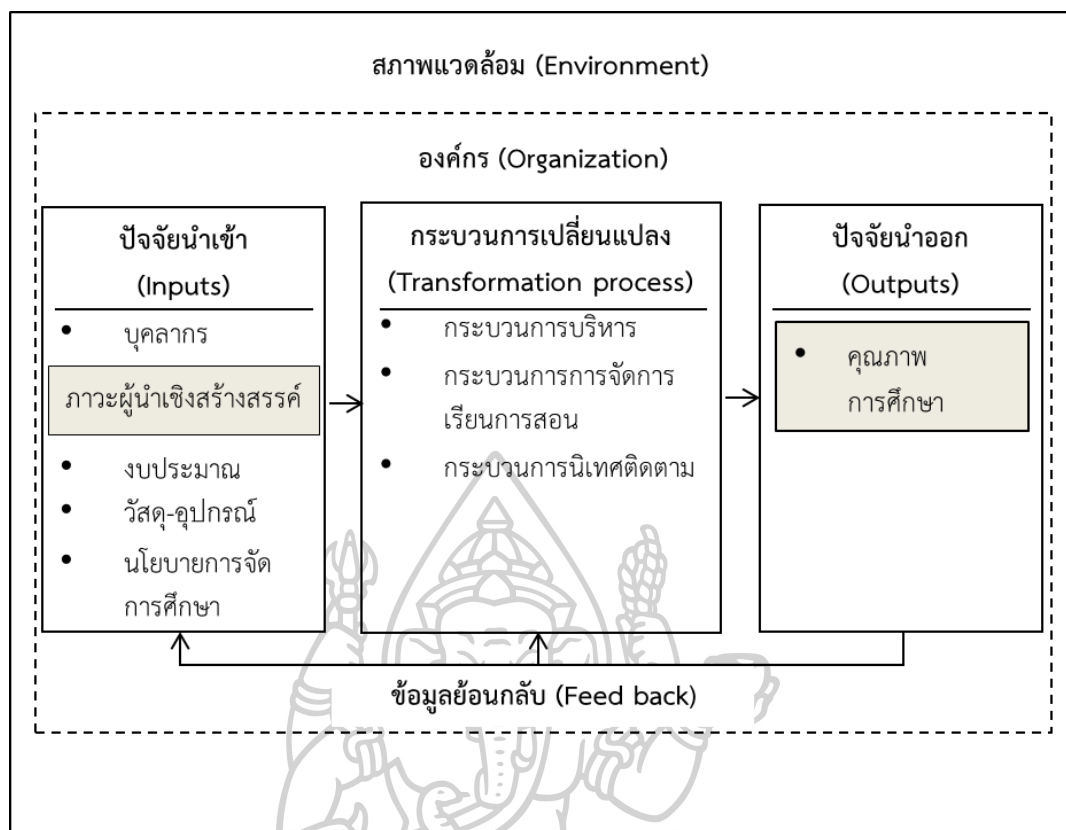 สภาพแวดล้อม (Environment)
องค์กร (Organization)
ปัจจัยนำเข้า
(Inputs)
• บุคลากร
ภาวะผู้นำเชิงสร้างสรรค์
• งบประมาณ
• วัสดุ-อุปกรณ์
• นโยบายการจัด
การศึกษา
กระบวนการเปลี่ยนแปลง
(Transformation process)
• กระบวนการบริหาร
• กระบวนการการจัดการ
เรียนการสอน
• กระบวนการนิเทศติดตาม
ปัจจัยนำออก
(Outputs)
• คุณภาพ
การศึกษา
ข้อมูลย้อนกลับ (Feed back)